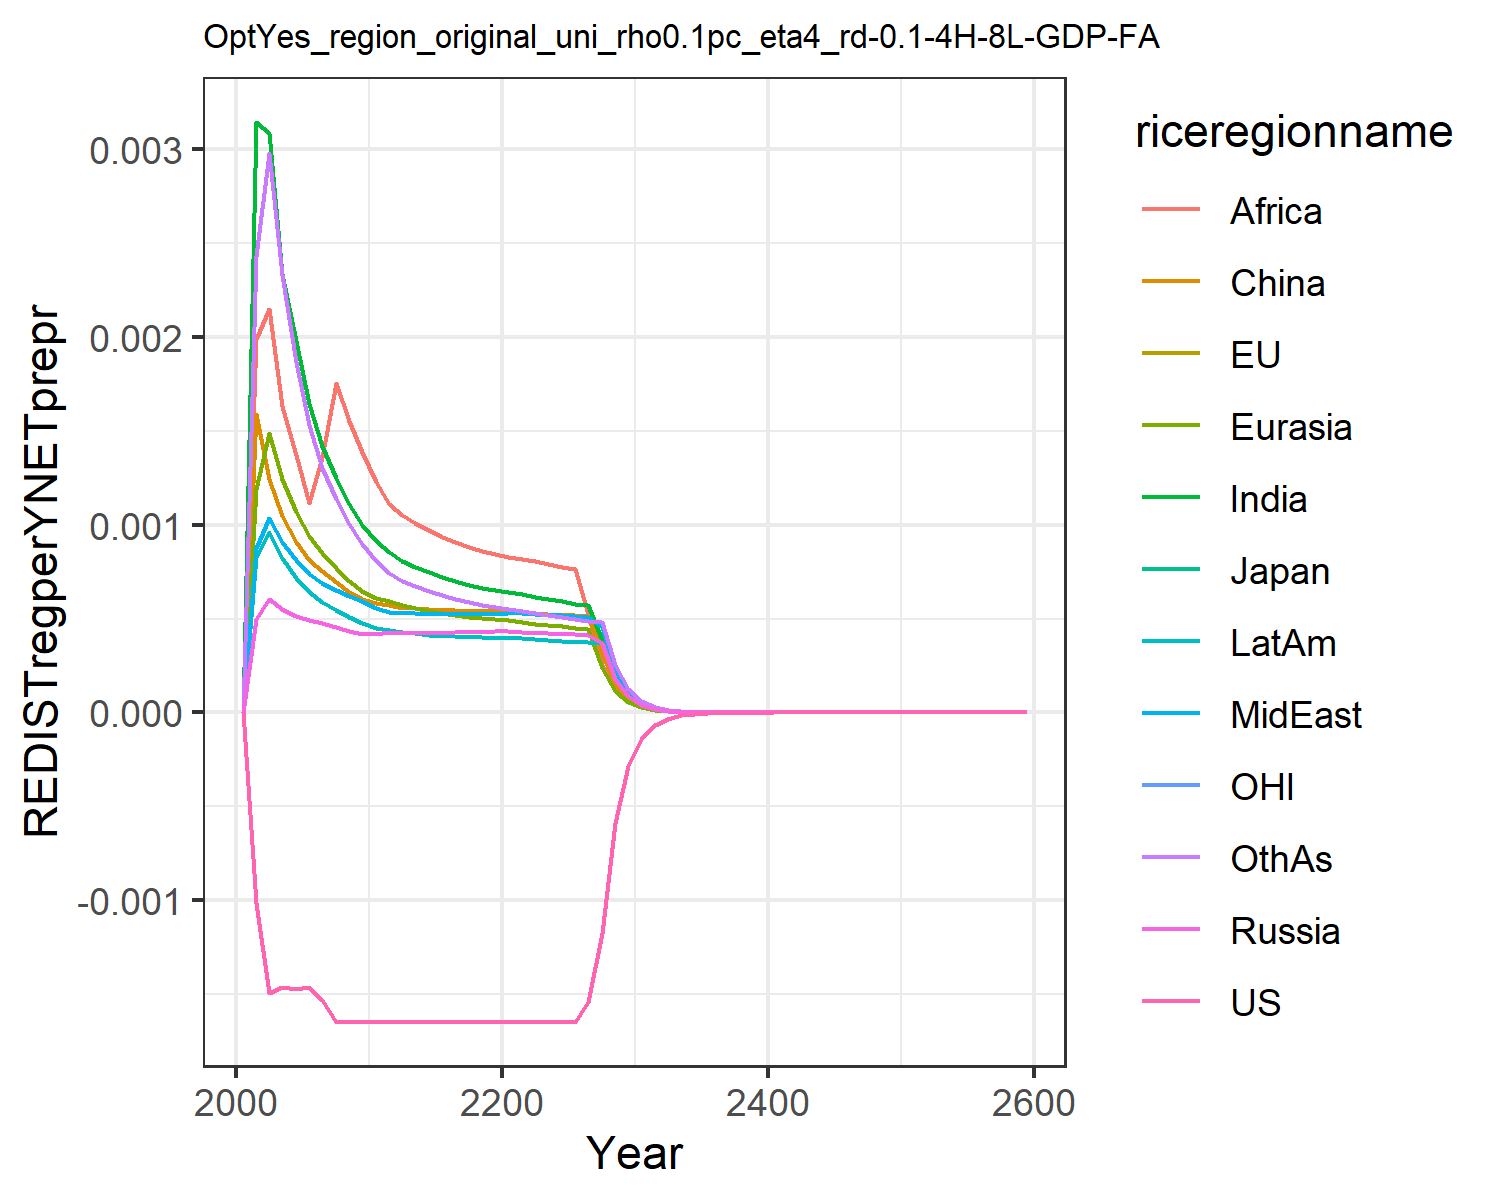 OptYes_region_original_uni_rho0.1pc_eta4_rd-0.1-4H-8L-GDP-FA
REDISTregperYNETprepr
0.003
0.002
0.001
0.000
-0.001
2000
2200
2400
2600
Year
riceregionname
Africa
China
EU
Eurasia
India
Japan
LatAm
MidEast
OHI
OthAs
Russia
US